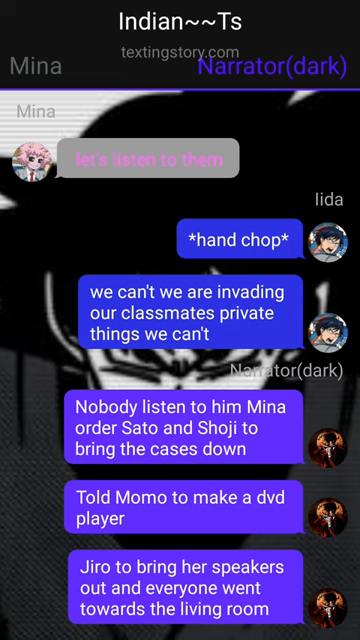 Indian~~Ts
textingstory.com
Mina
Narrator(dark)
Mina
let's listen to them
Iida
*hand chop*
we can't we are invading
our classmates private
things we can't
Narrator(dark)
Nobody listen to him Mina
order Sato and Shoji to
bring the cases down
Told Momo to make a dvd
player
Jiro to bring her speakers
out and everyone went
towards the living room